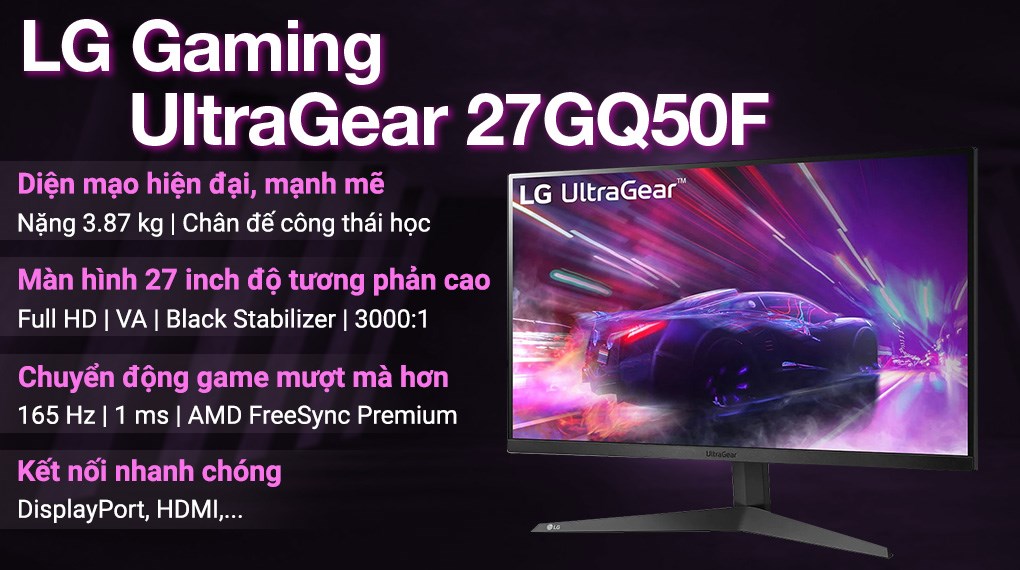 LG Gaming
UltraGear 27GQ50F
Diện mạo hiện đại, mạnh mẽ
Nặng 3.87 kg | Chân đế công thái học
Màn hình 27 inch độ tương phản cao
Full HD | VA | Black Stabilizer | 3000:1
Chuyển động game mượt mà hơn
165 Hz | 1 ms | AMD FreeSync Premium
Kết nối nhanh chóng
DisplayPort, HDMI,...
LG UltraGear™
UltraGear
LG